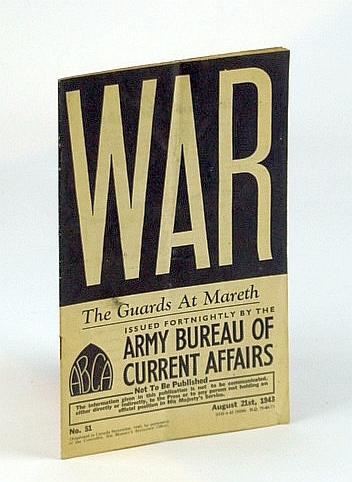 WAR
The Guards At Mareth
ISSUED FORTNIGHTLY BY THE
ARMY BUREAU OF
CURRENT AFFAIRS
ABCA
Not To Be Published
The information given in this publication is not to be communicated,
either directly or indirectly, to the Press or to any person not holding an
official position in His Majesty's Service.
No. 51
August 21st, 1943